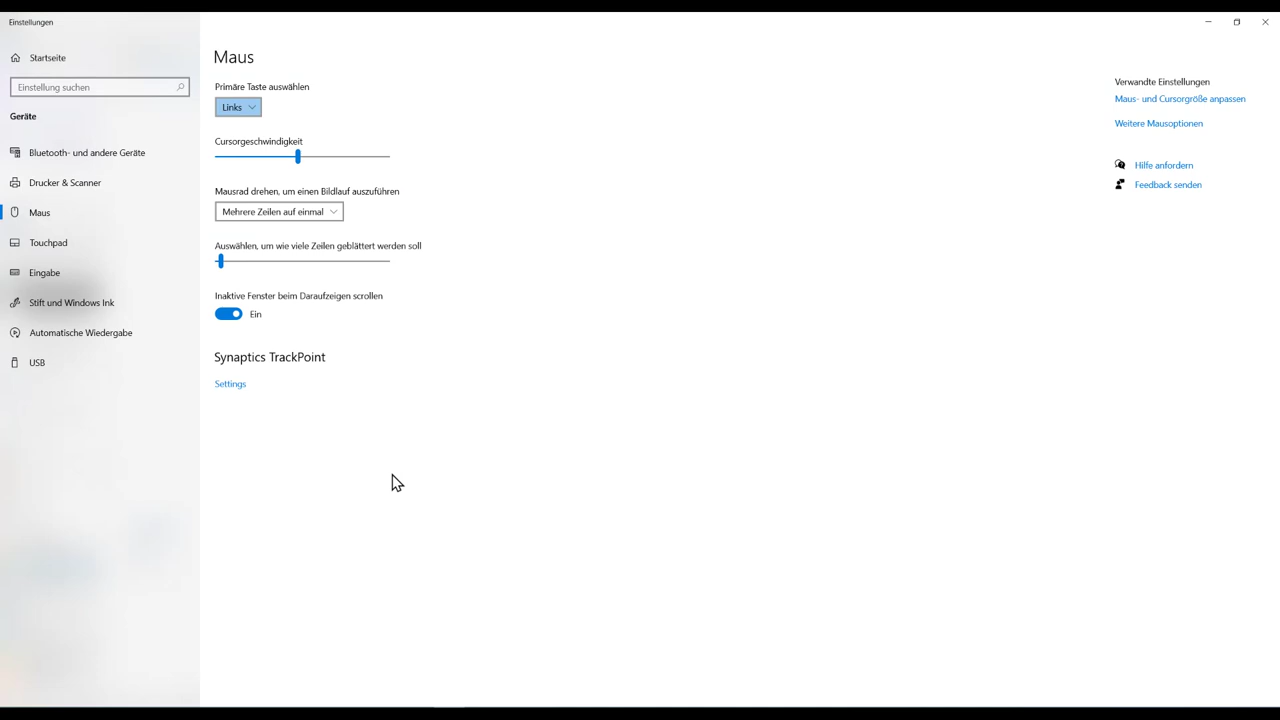 Einstellungen
Startseite
Einstellung suchen
Geräte
Bluetooth- und andere Geräte
Drucker & Scanner
Maus
Touchpad
Eingabe
Stift und Windows Ink
Automatische Wiedergabe
USB
Maus
Primäre Taste auswählen
Links
Cursorgeschwindigkeit
Mausrad drehen, um einen Bildlauf auszuführen
Mehrere Zeilen auf einmal
Auswählen, um wie viele Zeilen geblättert werden soll
Inaktive Fenster beim Daraufzeigen scrollen
Ein
Synaptics TrackPoint
Settings
Verwandte Einstellungen
Maus- und Cursorgröße anpassen
Weitere Mausoptionen
Hilfe anfordern
Feedback senden